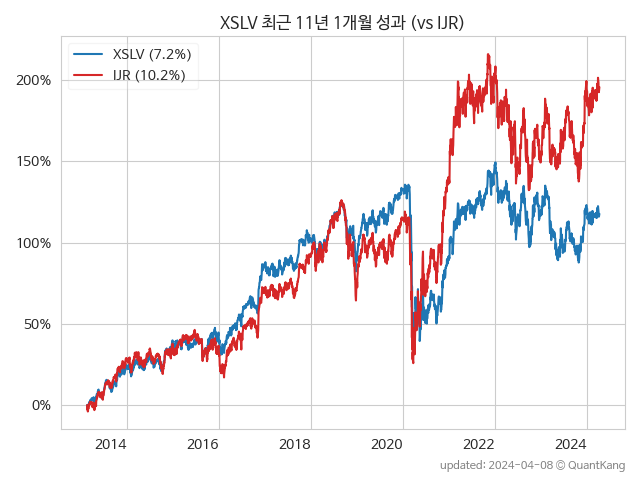 XSLV 최근 11년 1개월 성과 (vs IJR)
XSLV (7.2%)
IJR (10.2%)
200%
150%
100%
50%
0%
2014 2016 2018 2020 2022 2024
updated: 2024-04-08 © QuantKang